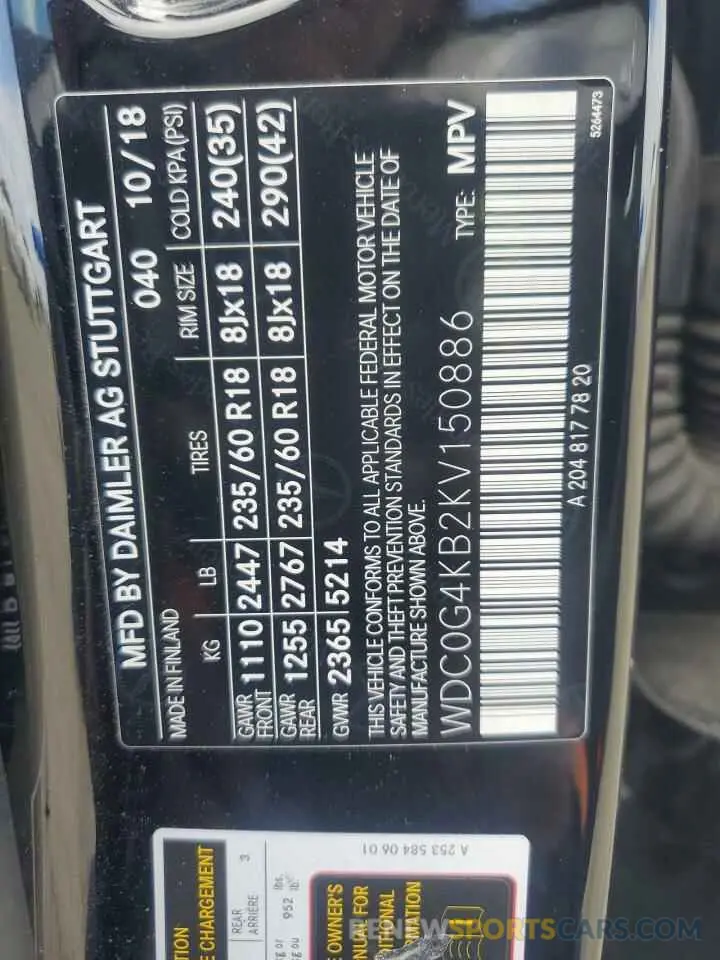 MFD BY DAIMLER AG STUTTGART
MADE IN FINLAND 040 10/18
KG LB TIRES RIM SIZE COLD KPA(PSI)
GAWR FRONT 1110 2447 235/60 R18 8Jx18 240(35)
GAWR REAR 1255 2767 235/60 R18 8Jx18 290(42)
GVWR 2365 5214
THIS VEHICLE CONFORMS TO ALL APPLICABLE FEDERAL MOTOR VEHICLE
SAFETY AND THEFT PREVENTION STANDARDS IN EFFECT ON THE DATE OF
MANUFACTURE SHOWN ABOVE.
WDC0G4KB2KV150886 TYPE: MPV
A 204 817 78 20
5264473
E CHARGEMENT
REAR 3
ARRIÈRE
952 lbs.
A 253 584 06 01
OWNER'S
FOR
RENEWSPORTSCARS.COM